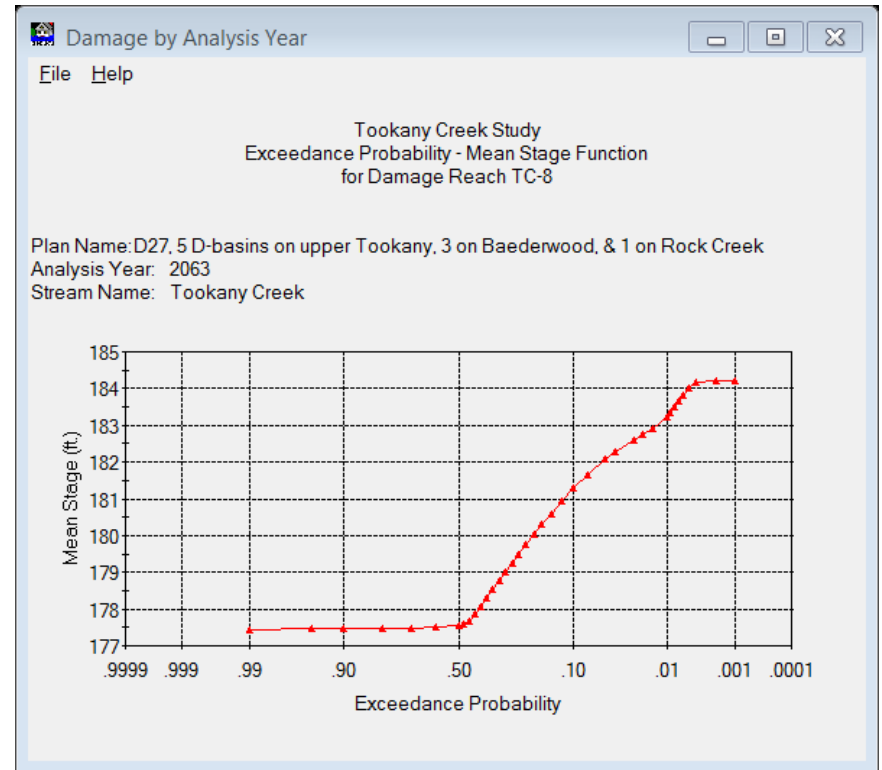 Damage by Analysis Year
File Help
Tookany Creek Study
Exceedance Probability - Mean Stage Function
for Damage Reach TC-8
Plan Name:D27, 5 D-basins on upper Tookany, 3 on Baederwood, & 1 on Rock Creek
Analysis Year: 2063
Stream Name: Tookany Creek
185
184
183
182
181
180
179
178
177
Mean Stage (ft.)
.9999 .999 .99 .90 .50 .10 .01 .001 .0001
Exceedance Probability